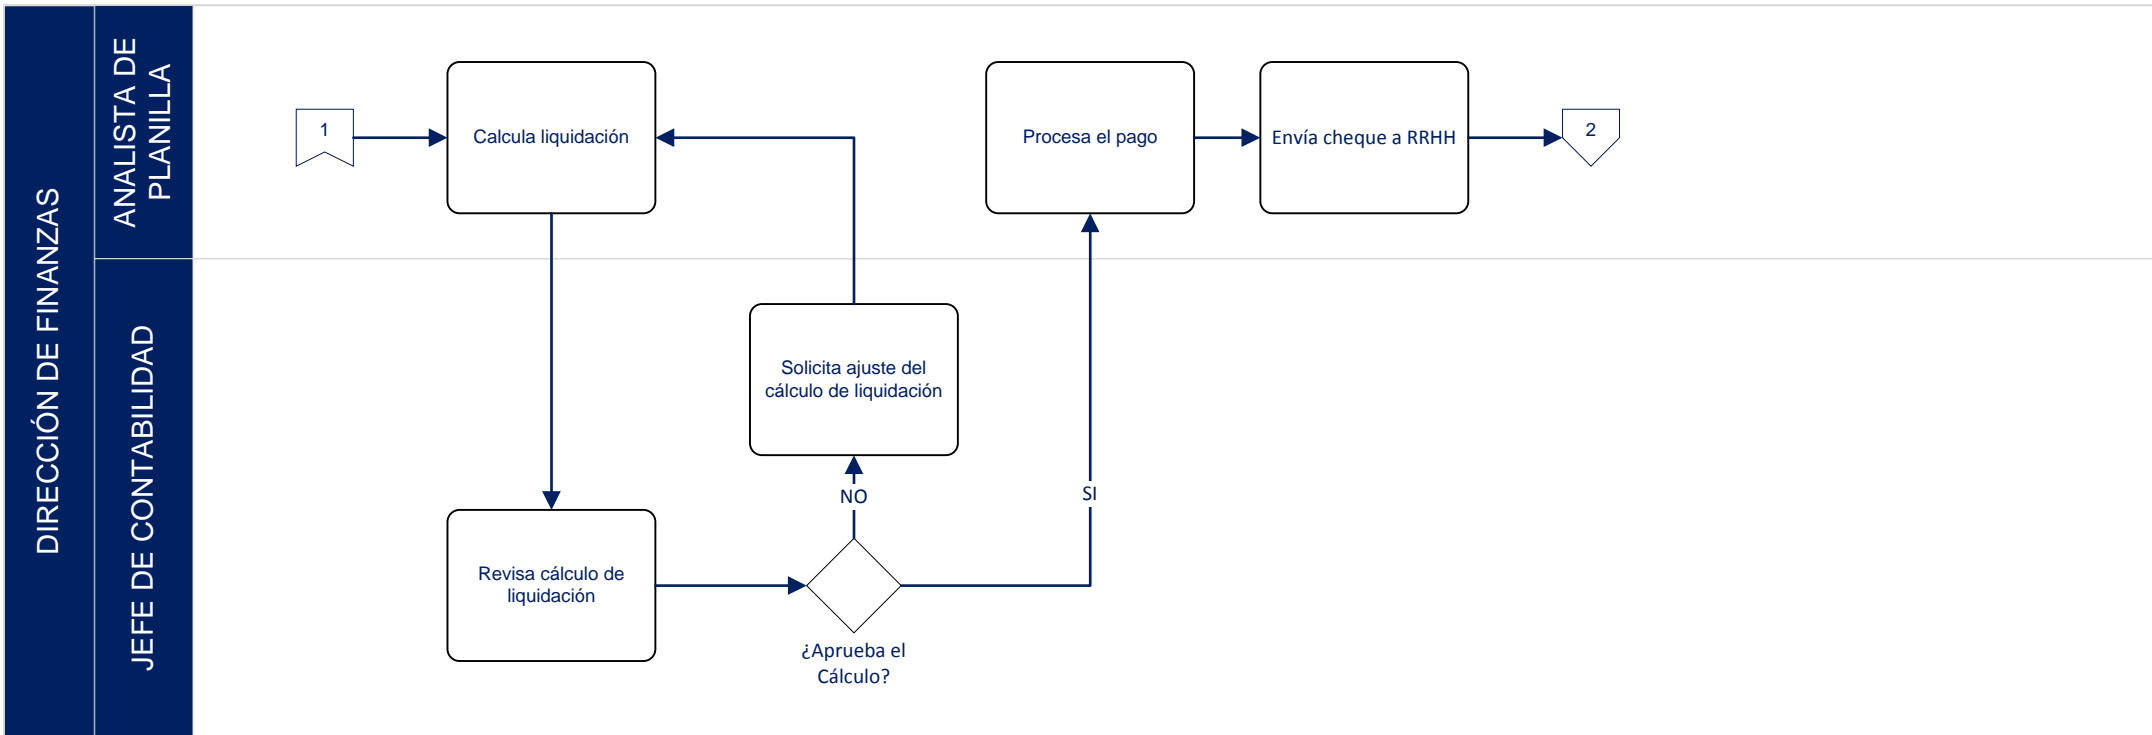 DIRECCIÓN DE FINANZAS
ANALISTA DE
PLANILLA
1
Calcula liquidación
Procesa el pago
Envía cheque a RRHH
2
JEFE DE CONTABILIDAD
Solicita ajuste del
cálculo de liquidación
NO
SI
Revisa cálculo de
liquidación
¿Aprueba el
Cálculo?